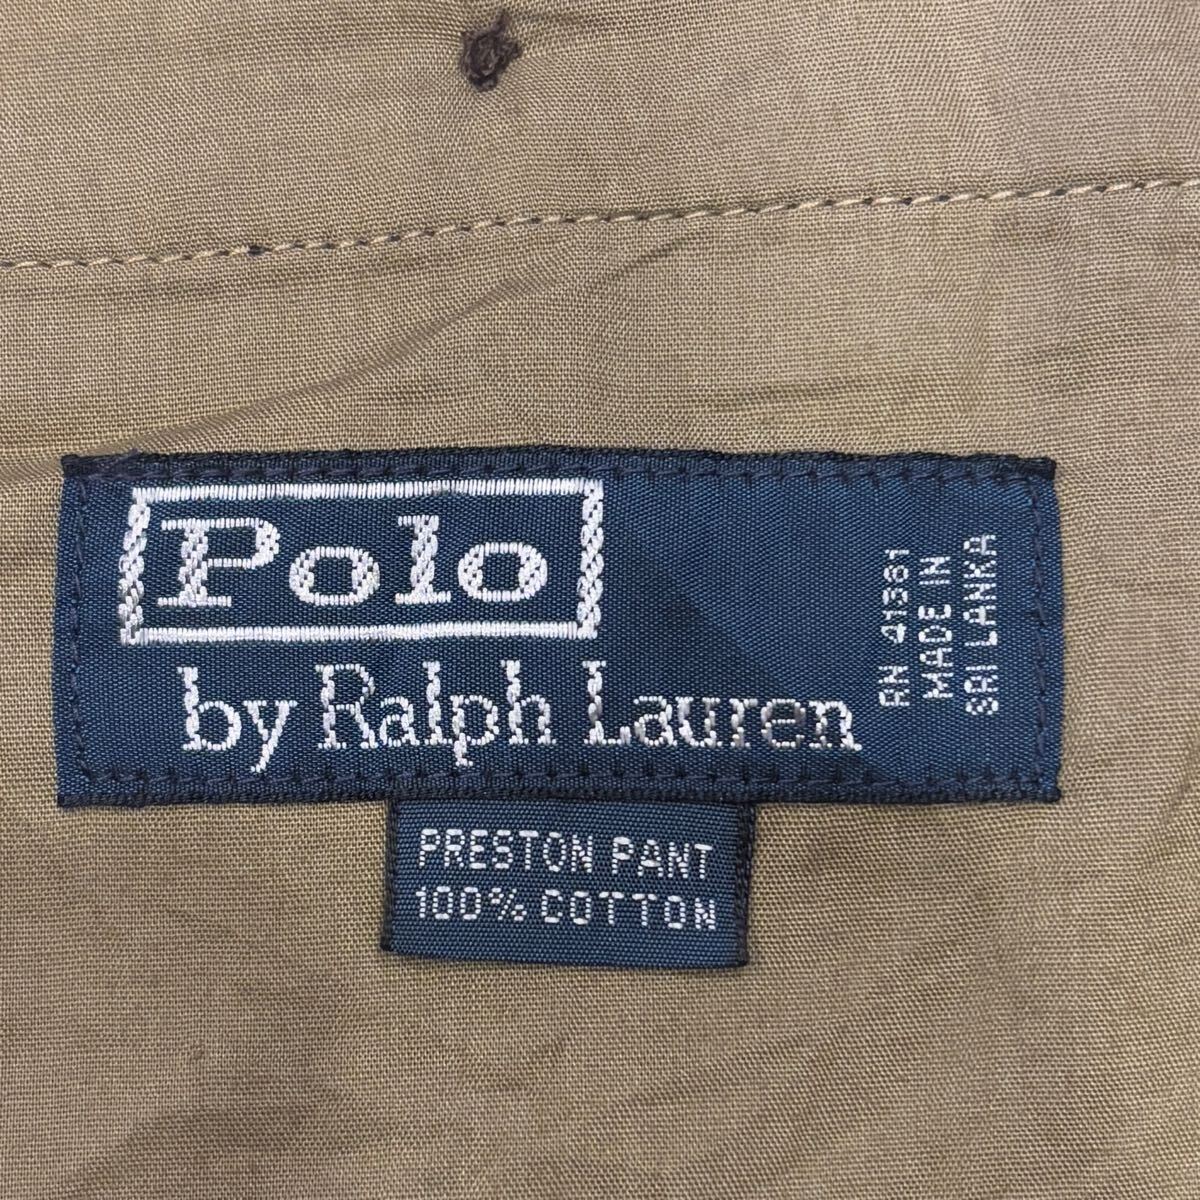 Polo
by Ralph Lauren
RN 41381
MADE IN
SRI LANKA
PRESTON PANT
100% COTTON